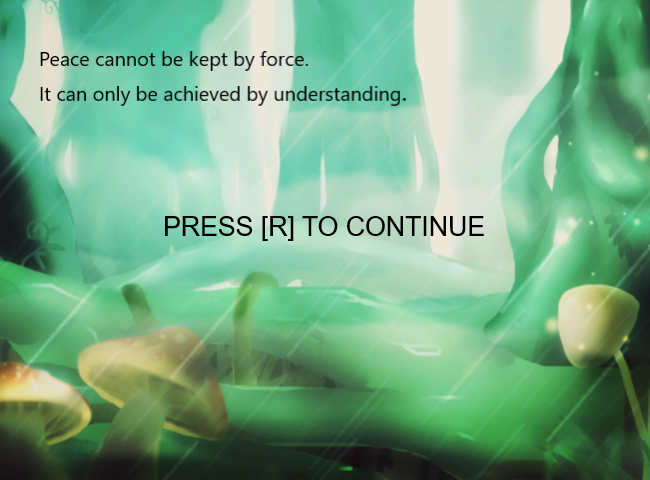 Peace cannot be kept by force.
It can only be achieved by understanding.
PRESS [R] TO CONTINUE